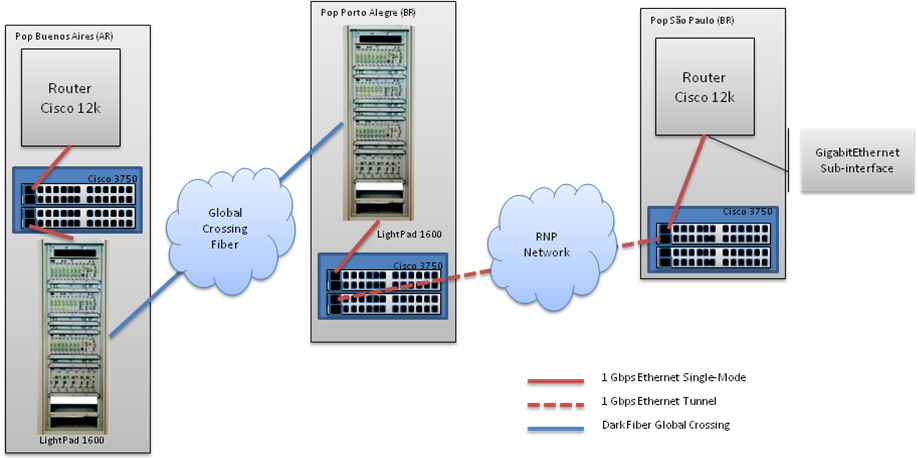 Pop Buenos Aires (AR)
Router
Cisco 12k
Cisco 3750
LightPad 1600
Global
Crossing
Fiber
Pop Porto Alegre (BR)
LightPad 1600
Cisco 3750
RNP
Network
Pop São Paulo (BR)
Router
Cisco 12k
Cisco 3750
GigabitEthernet
Sub-interface
1 Gbps Ethernet Single-Mode
1 Gbps Ethernet Tunnel
Dark Fiber Global Crossing